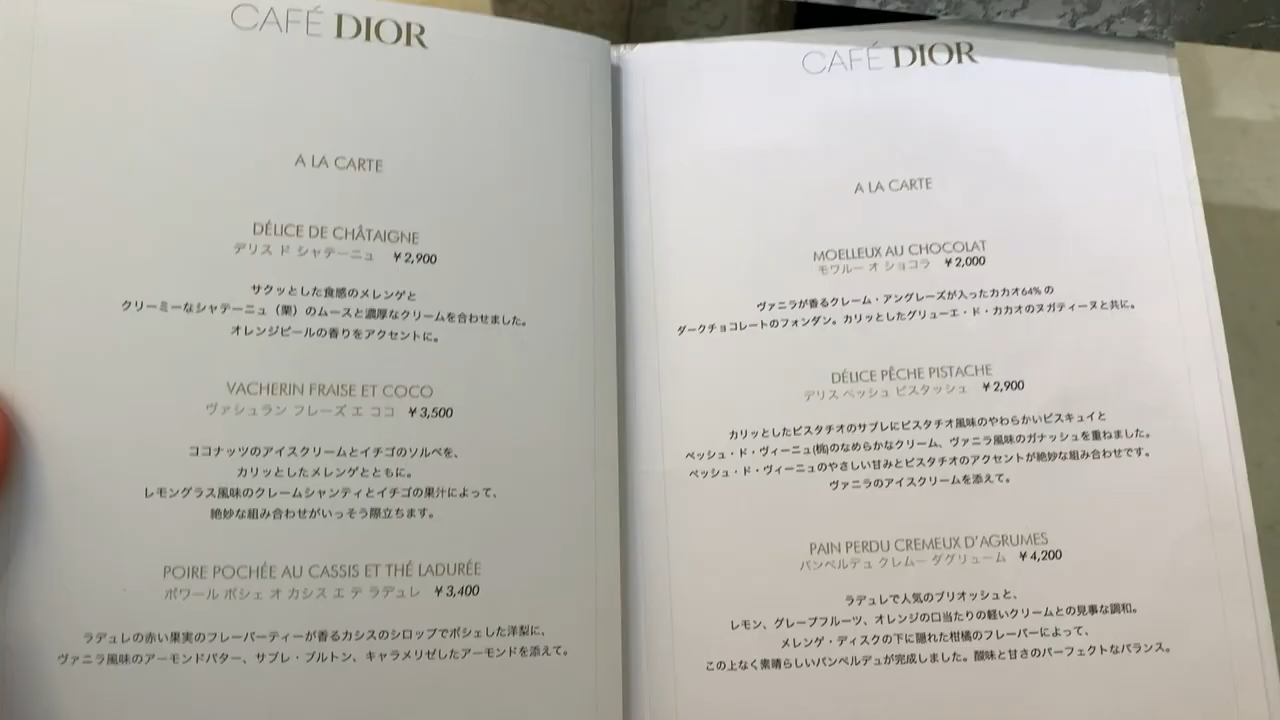 CAFÉ DIOR
A LA CARTE
DÉLICE DE CHÂTAIGNE
デリス ド シャテーニュ ¥2,900
サクッとした食感のメレンゲと
クリーミーなシャテーニュ（栗）のムースと濃厚なクリームを合わせました。
オレンジピールの香りをアクセントに。
VACHERIN FRAISE ET COCO
ヴァシュラン フレーズ エ ココ ¥3,500
ココナッツのアイスクリームとイチゴのソルベを、
カリッとしたメレンゲとともに。
レモングラス風味のクレームシャンティとイチゴの果汁によって、
絶妙な組み合わせがいっそう際立ちます。
POIRE POCHÉE AU CASSIS ET THÉ LADURÉE
ポワール ポシェ オ カシス エ テ ラデュレ ¥3,400
ラデュレの赤い果実のフレーバーティーが香るカシスのシロップでポシェした洋梨に、
ヴァニラ風味のアーモンドバター、サブレ・ブルトン、キャラメリゼしたアーモンドを添えて。
CAFÉ DIOR
A LA CARTE
MOELLEUX AU CHOCOLAT
モワルー オ ショコラ ¥2,000
ヴァニラが香るクレーム・アングレーズが入ったカカオ64% の
ダークチョコレートのフォンダン。カリッとしたグリューエ・ド・カカオのヌガティーヌと共に。
DÉLICE PÊCHE PISTACHE
デリス ペッシュ ピスタッシュ ¥2,900
カリッとしたピスタチオのサブレにピスタチオ風味のやわらかいビスキュイと
ペッシュ・ド・ヴィーニュ(桃)のなめらかなクリーム、ヴァニラ風味のガナッシュを重ねました。
ペッシュ・ド・ヴィーニュのやさしい甘みとピスタチオのアクセントが絶妙な組み合わせです。
ヴァニラのアイスクリームを添えて。
PAIN PERDU CREMEUX D'AGRUMES
パンペルデュ クレムー ダグリューム ¥4,200
ラデュレで人気のブリオッシュと、
レモン、グレープフルーツ、オレンジの口当たりの軽いクリームとの見事な調和。
メレンゲ・ディスクの下に隠れた柑橘のフレーバーによって、
この上なく素晴らしいパンペルデュが完成しました。酸味と甘さのパーフェクトなバランス。